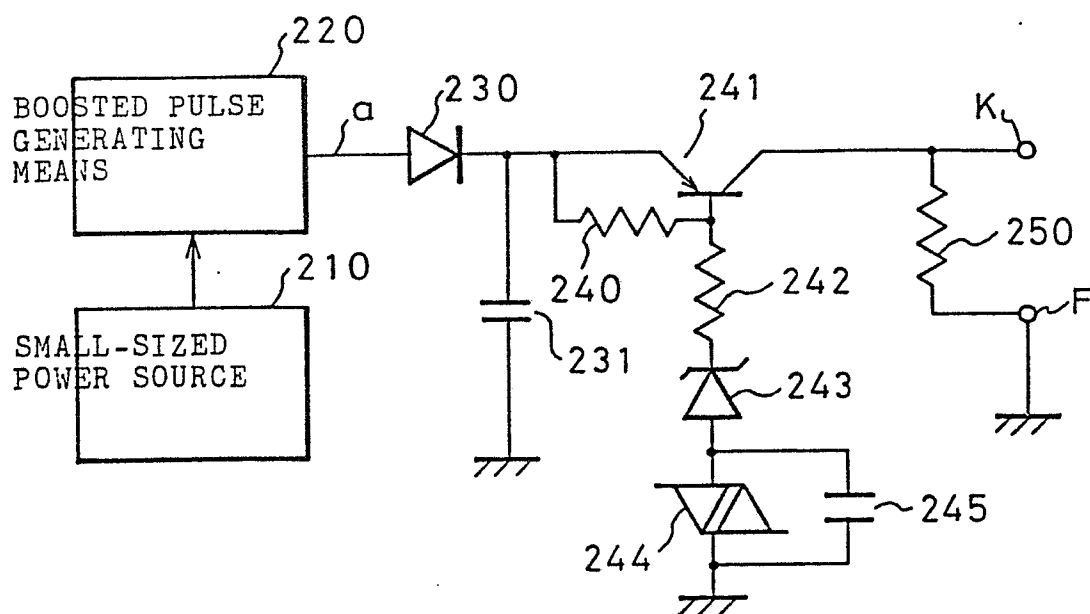 220
BOOSTED PULSE
GENERATING
MEANS
a
230
241
K
210
SMALL-SIZED
POWER SOURCE
240
231
242
250
F
243
244
245